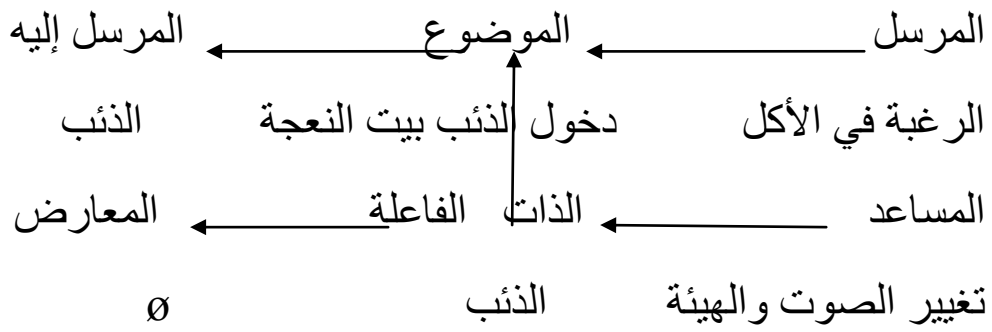 المرسل الموضوع المرسل إليه
الرغبة في الأكل دخول الذئب بيت النعجة الذئب
المساعد الذات الفاعلة المعارض
تغيير الصوت والهيئة الذئب Ø